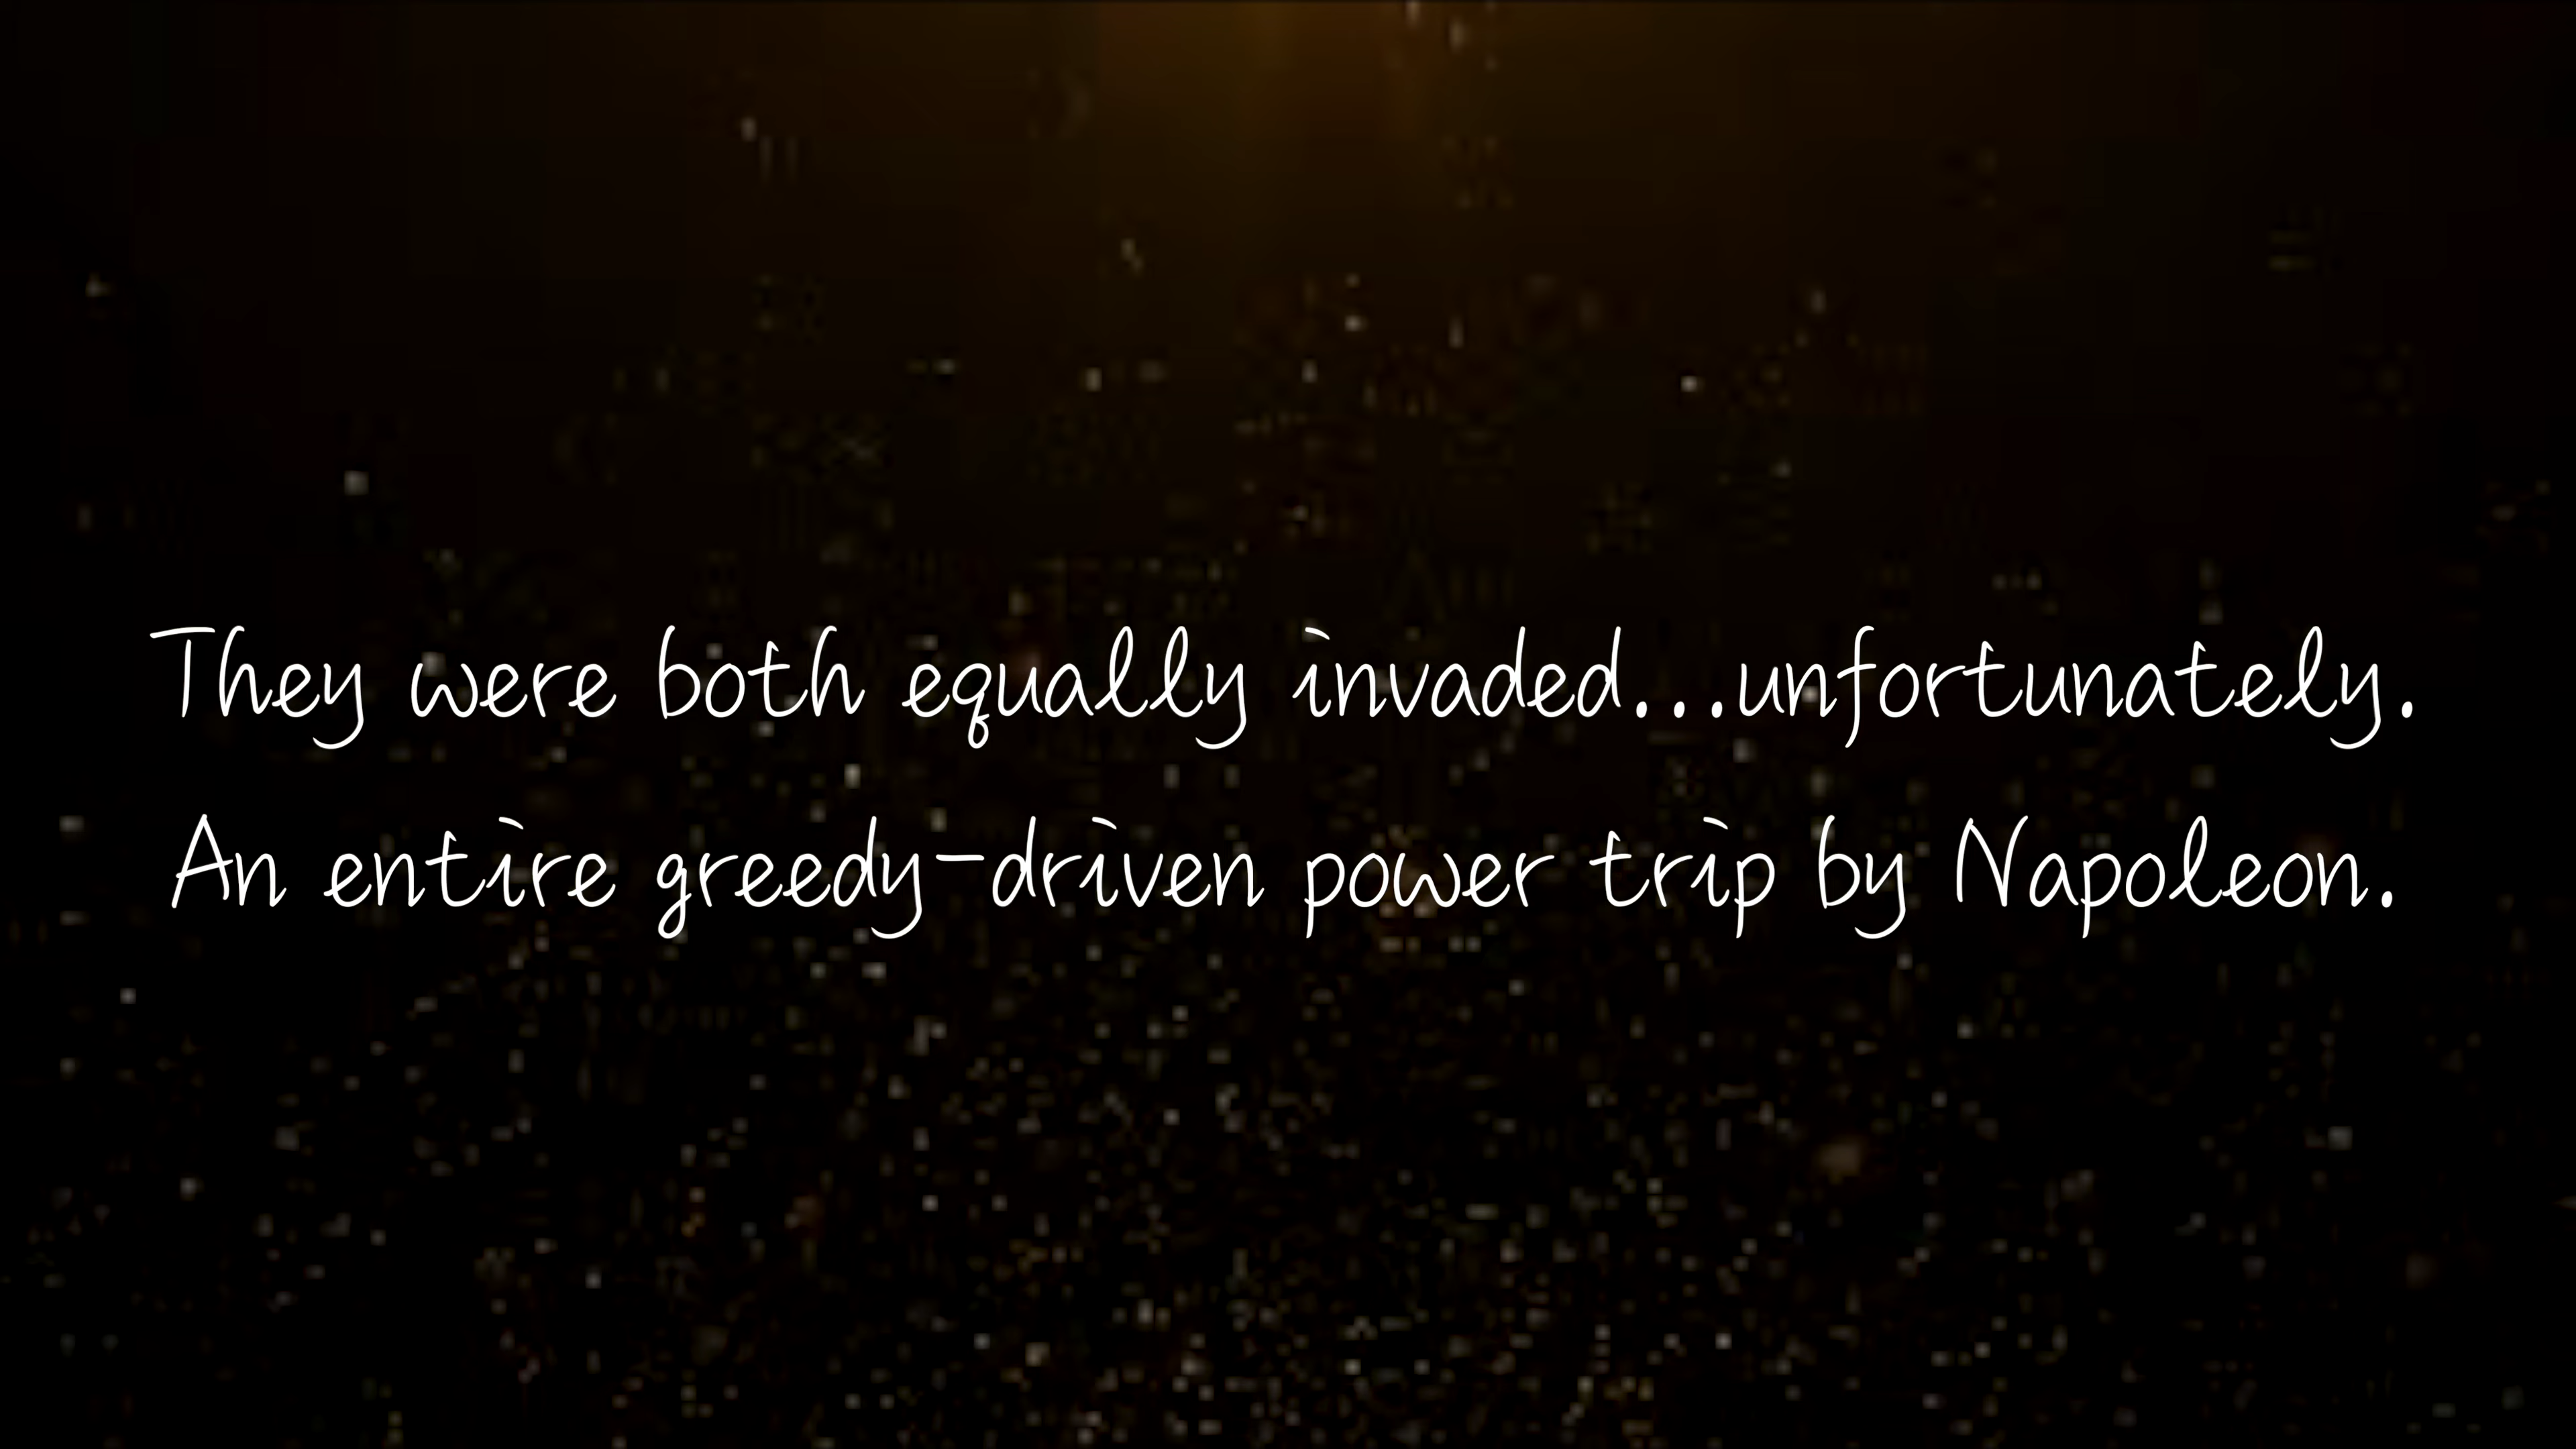 They were both equally invaded...unfortunately.
An entire greedy-driven power trip by Napoleon.